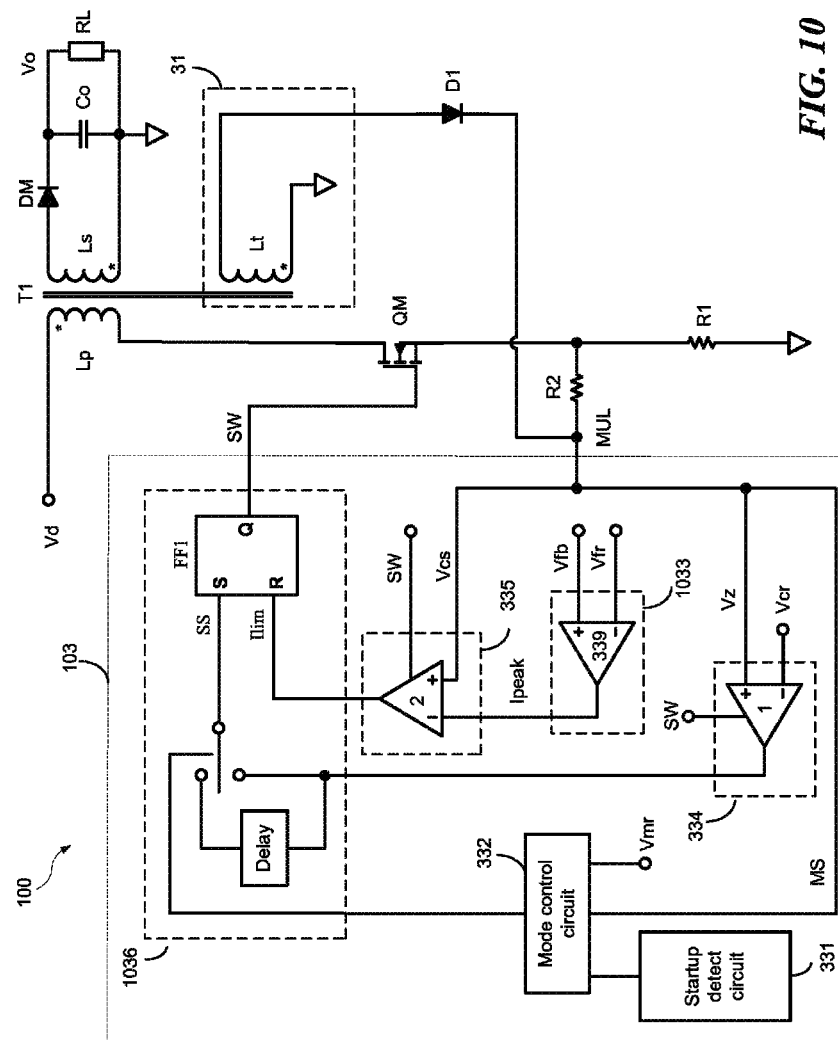 100
103
1036
Vd
T1
Lp
*
Ls
*
DM
Vo
Co
RL
31
Lt
*
D1
QM
SW
FF1
S
R
Q
SS
Ilim
Delay
SW
Vcs
335
2
+
−
Ipeak
Vfb
Vfr
1033
339
+
−
MUL
R2
R1
332
Mode control
circuit
Vmr
SW
334
1
+
−
Vz
Vcr
MS
Startup
detect
circuit
331
FIG. 10